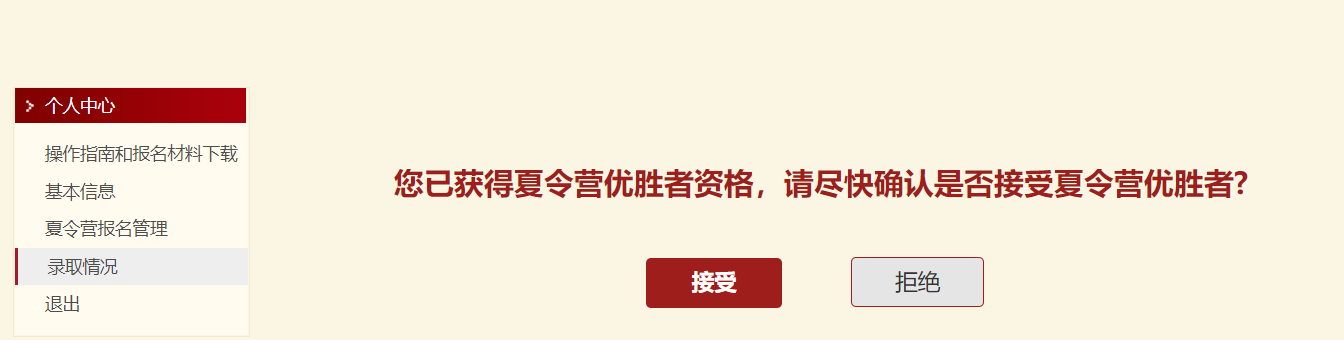 个人中心
操作指南和报名材料下载
基本信息
夏令营报名管理
录取情况
退出
您已获得夏令营优胜者资格，请尽快确认是否接受夏令营优胜者?
接受
拒绝